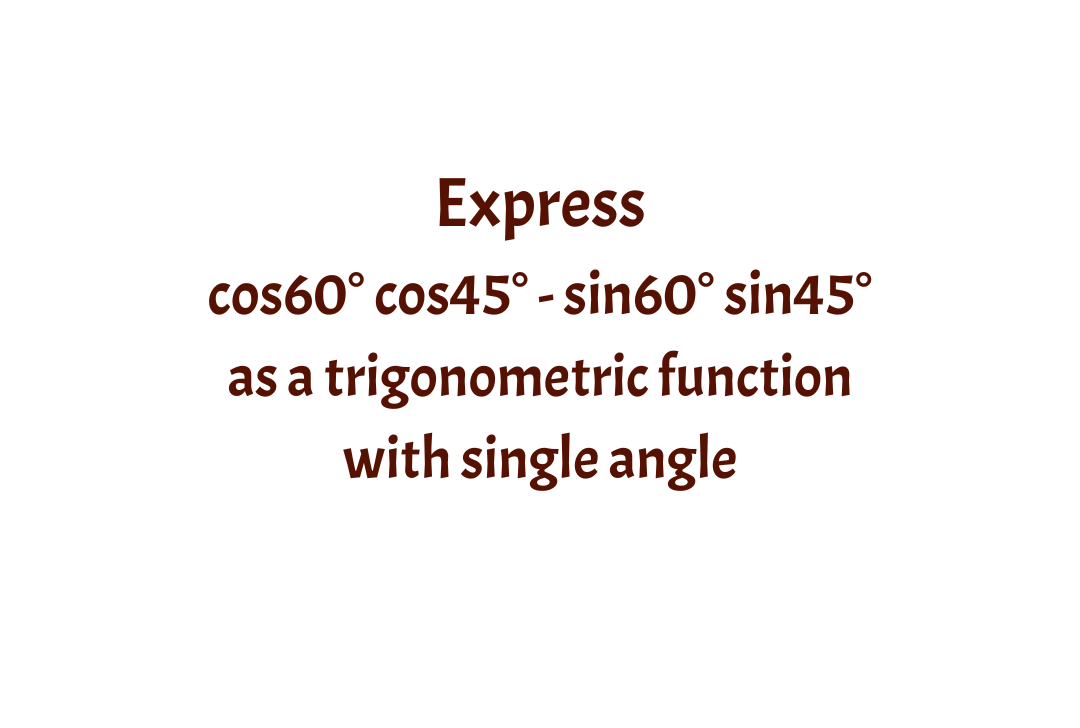 Express
cos60° cos45° - sin60° sin45°
as a trigonometric function
with single angle